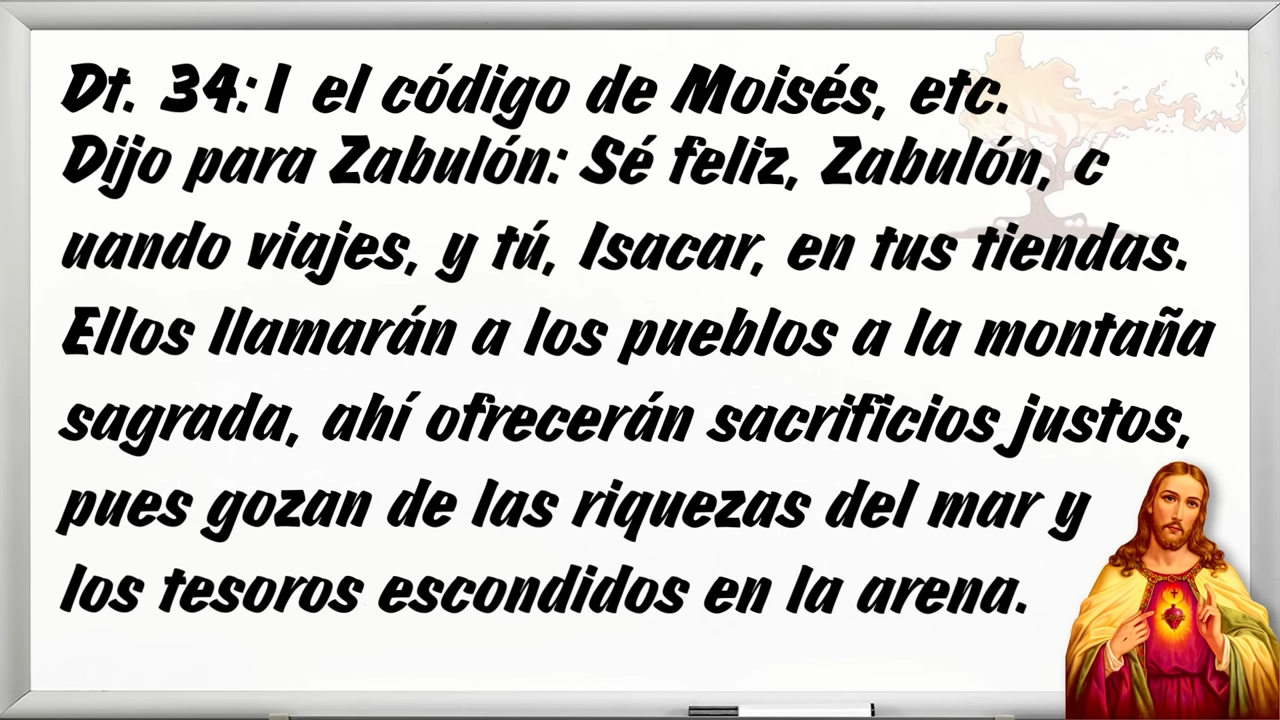 Dt. 34:1 el código de Moisés, etc.
Dijo para Zabulón: Sé feliz, Zabulón, c
uando viajes, y tú, Isacar, en tus tiendas.
Ellos llamarán a los pueblos a la montaña
sagrada, ahí ofrecerán sacrificios justos,
pues gozan de las riquezas del mar y
los tesoros escondidos en la arena.